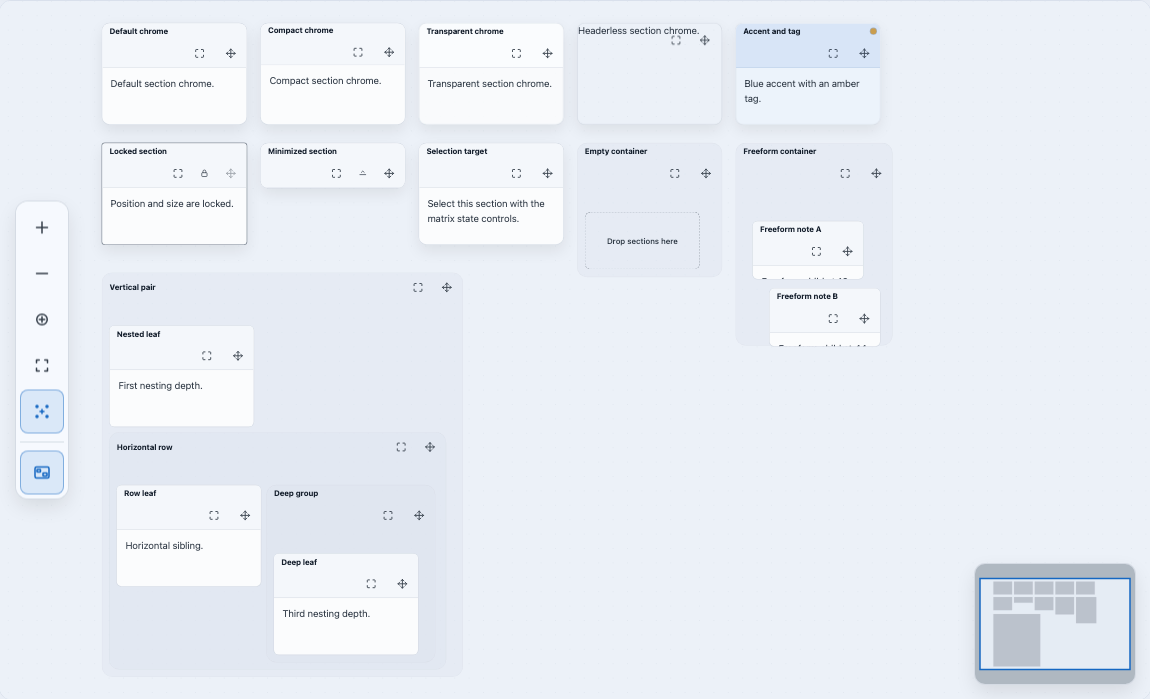 Default chrome
Default section chrome.
Compact chrome
Compact section chrome.
Transparent chrome
Transparent section chrome.
Headerless section chrome.
Accent and tag
Blue accent with an amber
tag.
Locked section
Position and size are locked.
Minimized section
Selection target
Select this section with the
matrix state controls.
Empty container
Drop sections here
Freeform container
Freeform note A
Freeform note B
Vertical pair
Nested leaf
First nesting depth.
Horizontal row
Row leaf
Horizontal sibling.
Deep group
Deep leaf
Third nesting depth.